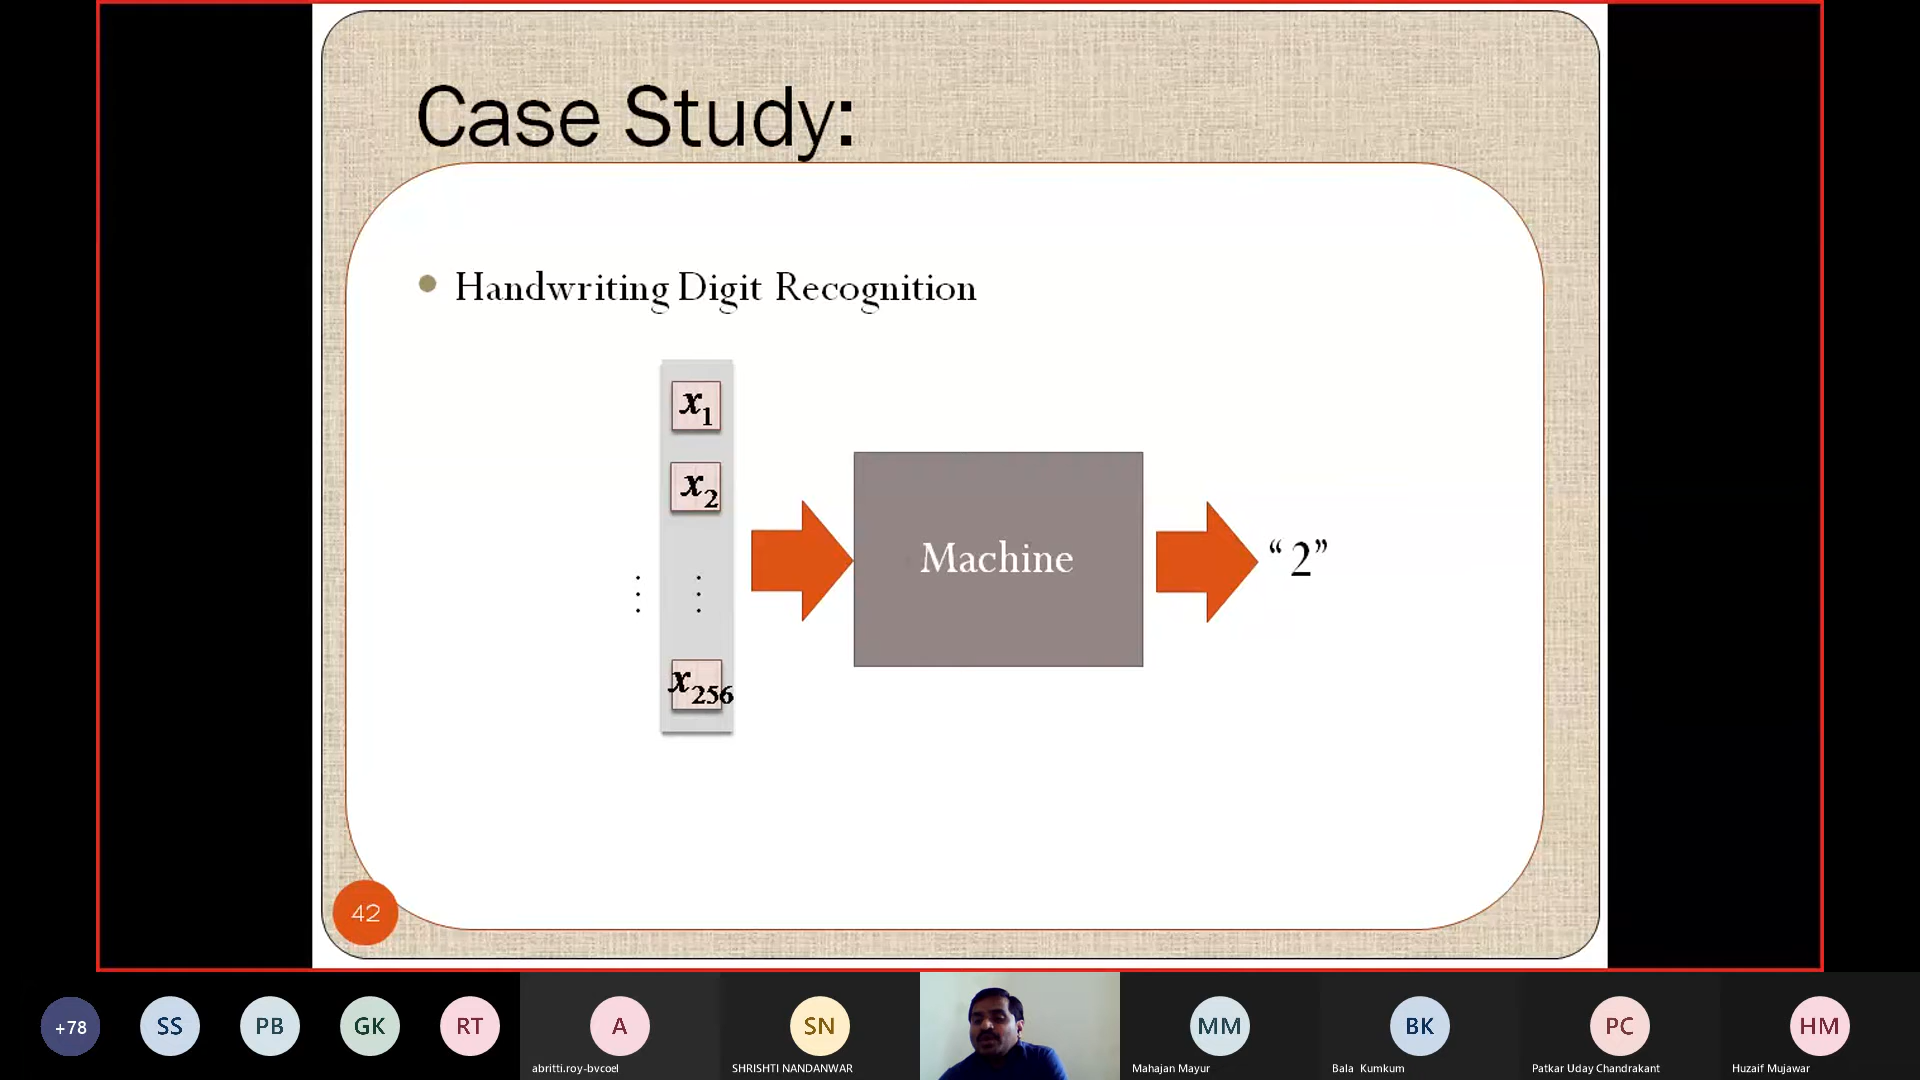 Case Study:
Handwriting Digit Recognition
x1
x2
⋮ ⋮
x256
Machine
“2”
42
+78
SS
PB
GK
RT
A
SN
MM
BK
PC
HM
abritti.roy-bvcoel
SHRISHTI NANDANWAR
Mahajan Mayur
Bala Kumkum
Patkar Uday Chandrakant
Huzaif Mujawar